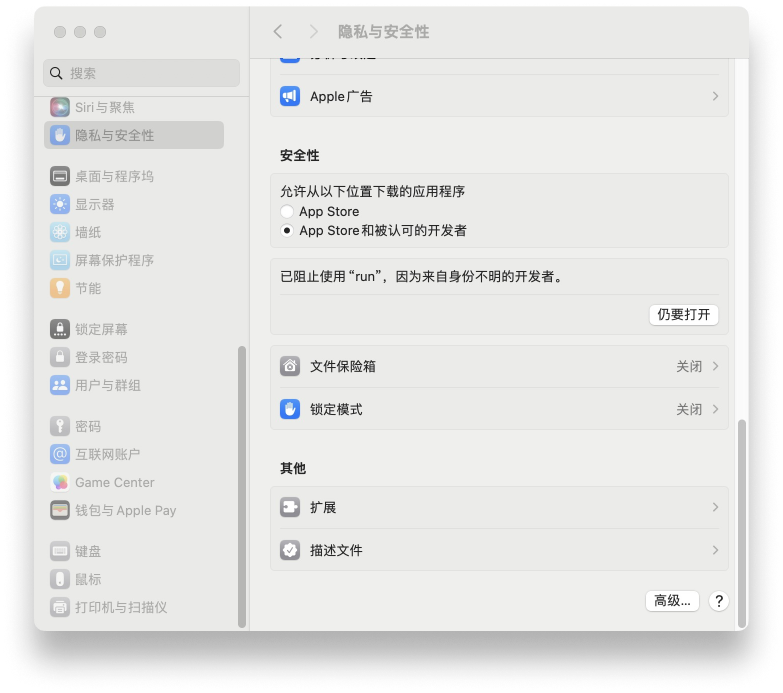 隐私与安全性
搜索
Siri与聚焦
隐私与安全性
桌面与程序坞
显示器
墙纸
屏幕保护程序
节能
锁定屏幕
登录密码
用户与群组
密码
互联网账户
Game Center
钱包与Apple Pay
键盘
鼠标
打印机与扫描仪
Apple广告
安全性
允许从以下位置下载的应用程序
App Store
App Store和被认可的开发者
已阻止使用“run”，因为来自身份不明的开发者。
仍要打开
文件保险箱 关闭
锁定模式 关闭
其他
扩展
描述文件
高级... ?